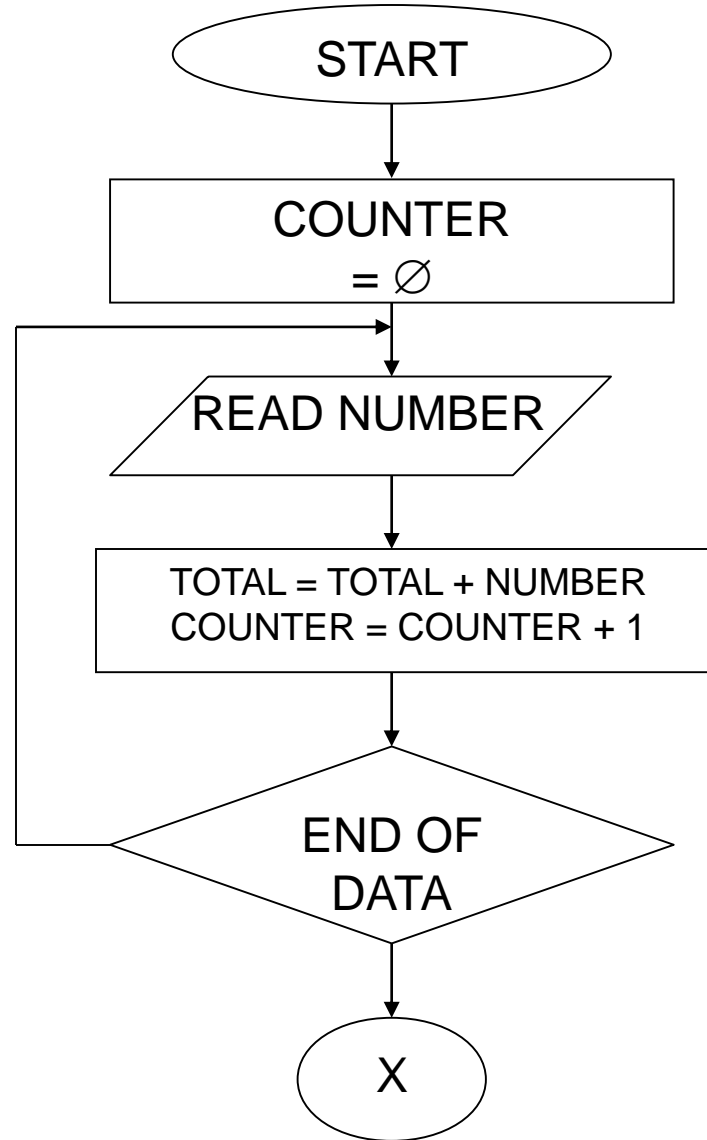 START
COUNTER
= ∅
READ NUMBER
TOTAL = TOTAL + NUMBER
COUNTER = COUNTER + 1
END OF
DATA
X